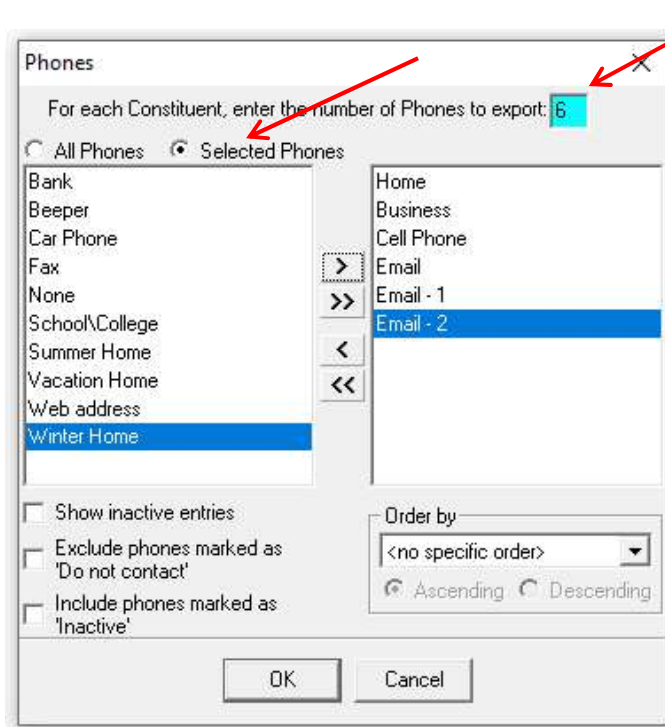 Phones
For each Constituent, enter the number of Phones to export: 6
All Phones Selected Phones
Bank
Beeper
Car Phone
Fax
None
School\College
Summer Home
Vacation Home
Web address
Winter Home
>
>>
<
<<
Home
Business
Cell Phone
Email
Email - 1
Email - 2
Show inactive entries
Exclude phones marked as
'Do not contact'
Include phones marked as
'Inactive'
Order by
<no specific order>
Ascending Descending
OK Cancel